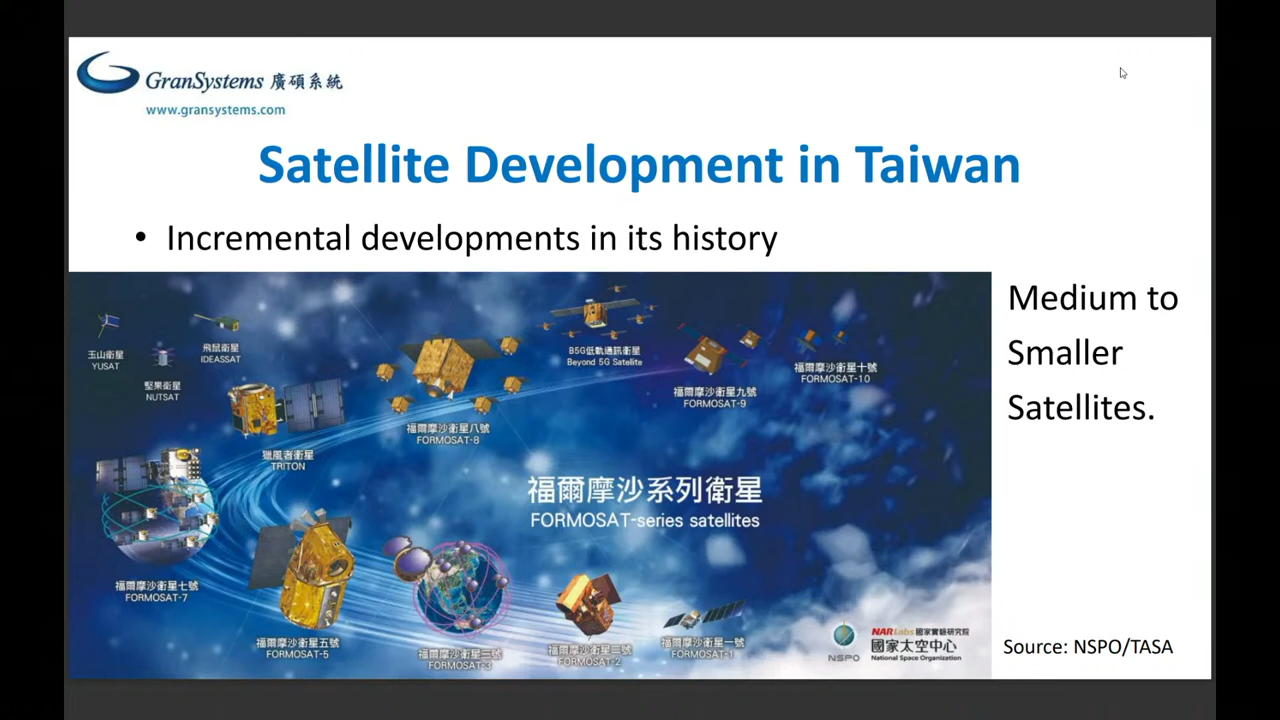 GranSystems 廣碩系統
www.gransystems.com
Satellite Development in Taiwan
• Incremental developments in its history
Medium to
Smaller
Satellites.
玉山衛星
YUSAT
飛鼠衛星
IDEASSAT
堅果衛星
NUTSAT
獵風者衛星
TRITON
福爾摩沙衛星八號
FORMOSAT-8
B5G低軌通訊衛星
Beyond 5G Satellite
福爾摩沙衛星九號
FORMOSAT-9
福爾摩沙衛星十號
FORMOSAT-10
福爾摩沙系列衛星
FORMOSAT-series satellites
福爾摩沙衛星七號
FORMOSAT-7
福爾摩沙衛星五號
FORMOSAT-5
福爾摩沙衛星三號
FORMOSAT-3
福爾摩沙衛星二號
FORMOSAT-2
福爾摩沙衛星一號
FORMOSAT-1
NSPO
NARLabs 國家實驗研究院
國家太空中心
National Space Organization
Source: NSPO/TASA